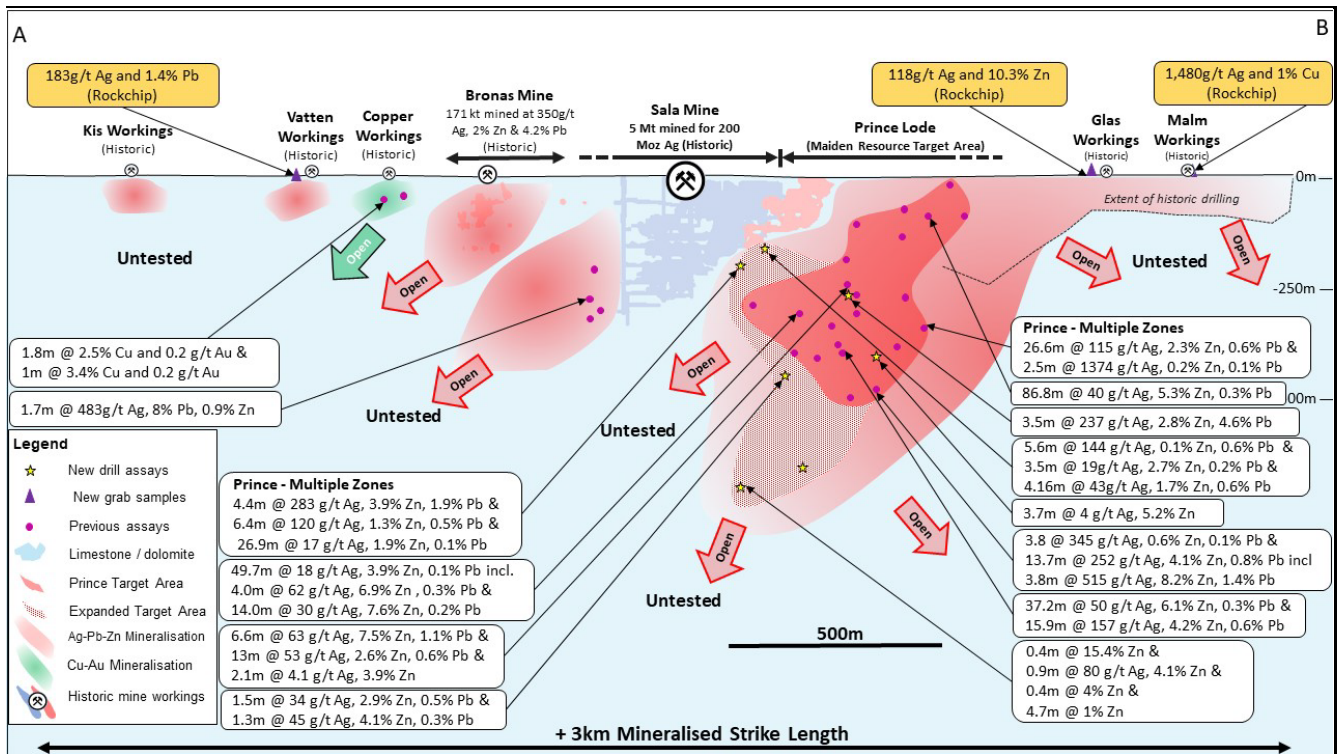 A
B
183g/t Ag and 1.4% Pb
(Rockchip)
118g/t Ag and 10.3% Zn
(Rockchip)
1,480g/t Ag and 1% Cu
(Rockchip)
Kis Workings
(Historic)
Vatten
Workings
(Historic)
Copper
Workings
(Historic)
Bronas Mine
171 kt mined at 350g/t
Ag, 2% Zn & 4.2% Pb
(Historic)
Sala Mine
5 Mt mined for 200
Moz Ag (Historic)
Prince Lode
(Maiden Resource Target Area)
Glas
Workings
(Historic)
Malm
Workings
(Historic)
0m
Extent of historic drilling
Untested
Open
Open
Open
Open
Untested
-250m
1.8m @ 2.5% Cu and 0.2 g/t Au &
1m @ 3.4% Cu and 0.2 g/t Au
1.7m @ 483g/t Ag, 8% Pb, 0.9% Zn
Open
Untested
Open
Untested
Prince - Multiple Zones
26.6m @ 115 g/t Ag, 2.3% Zn, 0.6% Pb &
2.5m @ 1374 g/t Ag, 0.2% Zn, 0.1% Pb
86.8m @ 40 g/t Ag, 5.3% Zn, 0.3% Pb
00m
3.5m @ 237 g/t Ag, 2.8% Zn, 4.6% Pb
5.6m @ 144 g/t Ag, 0.1% Zn, 0.6% Pb &
3.5m @ 19g/t Ag, 2.7% Zn, 0.2% Pb &
4.16m @ 43g/t Ag, 1.7% Zn, 0.6% Pb
3.7m @ 4 g/t Ag, 5.2% Zn
3.8 @ 345 g/t Ag, 0.6% Zn, 0.1% Pb &
13.7m @ 252 g/t Ag, 4.1% Zn, 0.8% Pb incl
3.8m @ 515 g/t Ag, 8.2% Zn, 1.4% Pb
37.2m @ 50 g/t Ag, 6.1% Zn, 0.3% Pb &
15.9m @ 157 g/t Ag, 4.2% Zn, 0.6% Pb
0.4m @ 15.4% Zn &
0.9m @ 80 g/t Ag, 4.1% Zn &
0.4m @ 4% Zn &
4.7m @ 1% Zn
Legend
New drill assays
New grab samples
Previous assays
Limestone / dolomite
Prince Target Area
Expanded Target Area
Ag-Pb-Zn Mineralisation
Cu-Au Mineralisation
Historic mine workings
Prince - Multiple Zones
4.4m @ 283 g/t Ag, 3.9% Zn, 1.9% Pb &
6.4m @ 120 g/t Ag, 1.3% Zn, 0.5% Pb &
26.9m @ 17 g/t Ag, 1.9% Zn, 0.1% Pb
49.7m @ 18 g/t Ag, 3.9% Zn, 0.1% Pb incl.
4.0m @ 62 g/t Ag, 6.9% Zn , 0.3% Pb &
14.0m @ 30 g/t Ag, 7.6% Zn, 0.2% Pb
6.6m @ 63 g/t Ag, 7.5% Zn, 1.1% Pb &
13m @ 53 g/t Ag, 2.6% Zn, 0.6% Pb &
2.1m @ 4.1 g/t Ag, 3.9% Zn
1.5m @ 34 g/t Ag, 2.9% Zn, 0.5% Pb &
1.3m @ 45 g/t Ag, 4.1% Zn, 0.3% Pb
Open
Open
Untested
500m
+ 3km Mineralised Strike Length